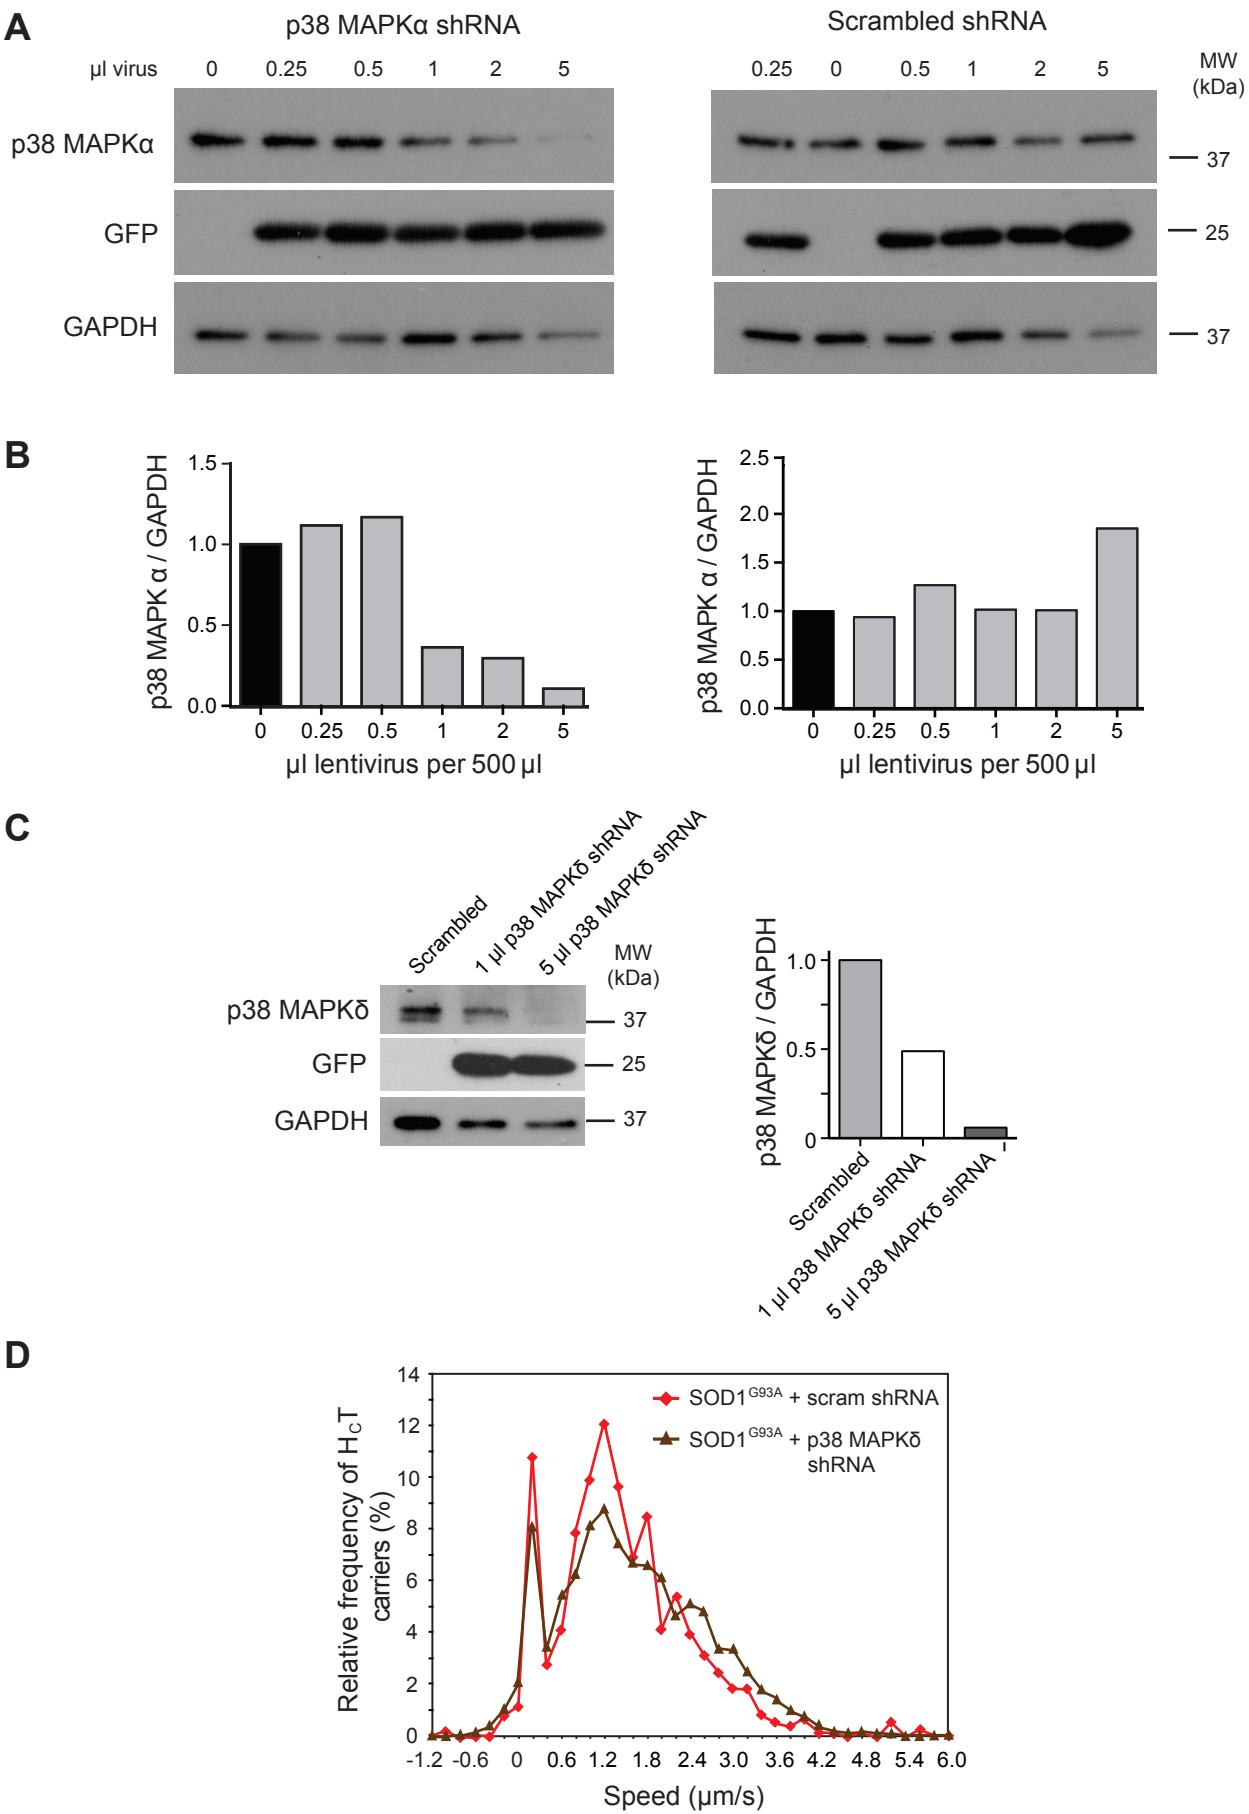 A
p38 MAPKα shRNA
Scrambled shRNA
µl virus 0 0.25 0.5 1 2 5
0.25 0 0.5 1 2 5
MW
(kDa)
p38 MAPKα
37
GFP
25
GAPDH
37
B
p38 MAPK α / GAPDH
1.5
1.0
0.5
0.0
0 0.25 0.5 1 2 5
µl lentivirus per 500 µl
p38 MAPK α / GAPDH
2.5
2.0
1.5
1.0
0.5
0.0
0 0.25 0.5 1 2 5
µl lentivirus per 500 µl
C
Scrambled
1 µl p38 MAPKδ shRNA
5 µl p38 MAPKδ shRNA
MW
(kDa)
p38 MAPKδ
37
GFP
25
GAPDH
37
p38 MAPKδ / GAPDH
1.0
0.5
0
Scrambled
1 µl p38 MAPKδ shRNA
5 µl p38 MAPKδ shRNA
D
Relative frequency of H_CT
carriers (%)
14
12
10
8
6
4
2
0
SOD1^G93A + scram shRNA
SOD1^G93A + p38 MAPKδ
shRNA
-1.2 -0.6 0 0.6 1.2 1.8 2.4 3.0 3.6 4.2 4.8 5.4 6.0
Speed (µm/s)